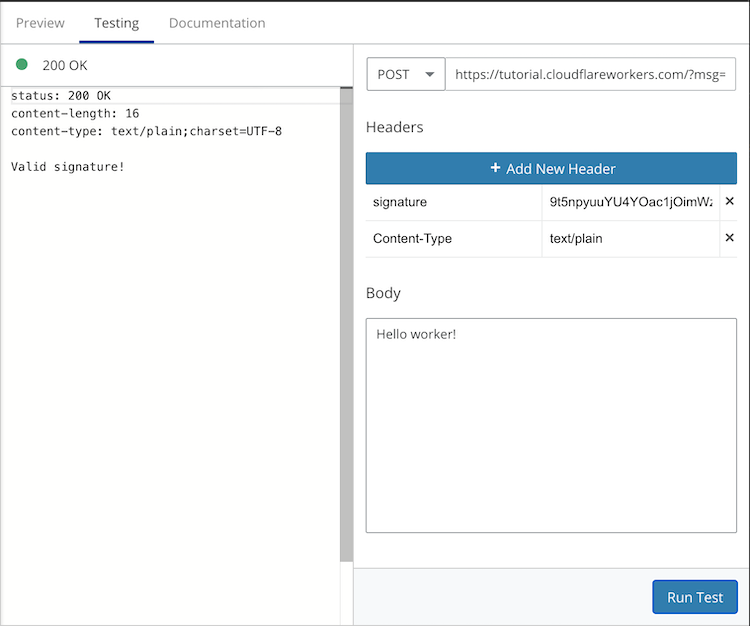 Preview Testing Documentation
200 OK
status: 200 OK
content-length: 16
content-type: text/plain;charset=UTF-8
Valid signature!
POST https://tutorial.cloudflareworkers.com/?msg=
Headers
+ Add New Header
signature 9t5npyuuYU4YOac1jOimWz
Content-Type text/plain
Body
Hello worker!
Run Test